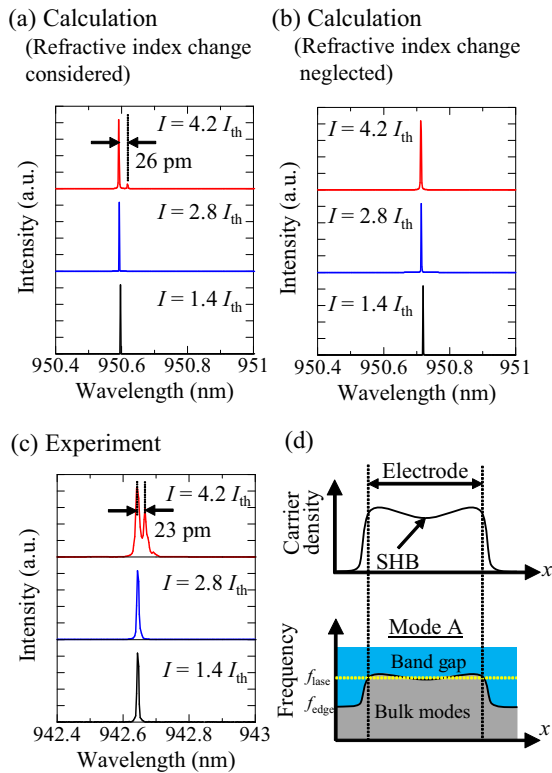 (a) Calculation
(Refractive index change
considered)
I = 4.2 Ith
26 pm
I = 2.8 Ith
I = 1.4 Ith
Intensity (a.u.)
950.4 950.6 950.8 951
Wavelength (nm)
(b) Calculation
(Refractive index change
neglected)
I = 4.2 Ith
I = 2.8 Ith
I = 1.4 Ith
Intensity (a.u.)
950.4 950.6 950.8 951
Wavelength (nm)
(c) Experiment
I = 4.2 Ith
23 pm
I = 2.8 Ith
I = 1.4 Ith
Intensity (a.u.)
942.4 942.6 942.8 943
Wavelength (nm)
(d)
Electrode
Carrier
density
SHB
x
Mode A
Frequency
Band gap
flase
fedge
Bulk modes
x